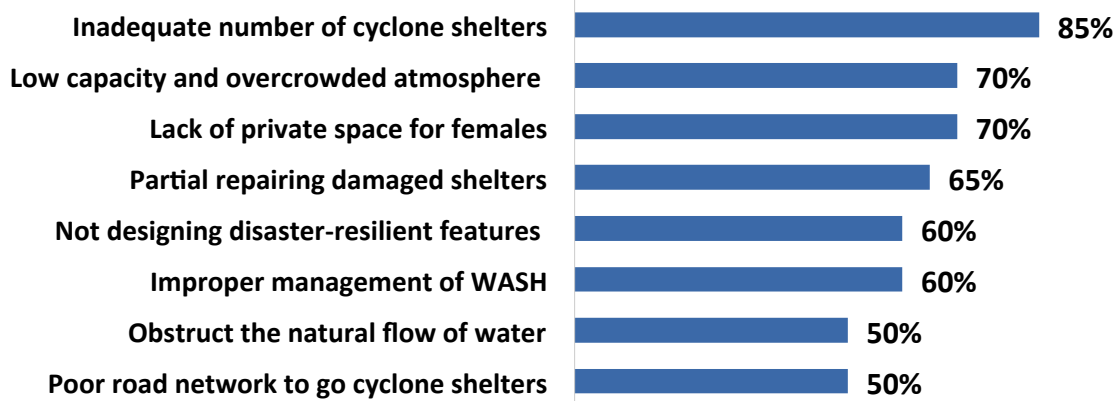 Inadequate number of cyclone shelters 85%
Low capacity and overcrowded atmosphere 70%
Lack of private space for females 70%
Partial repairing damaged shelters 65%
Not designing disaster-resilient features 60%
Improper management of WASH 60%
Obstruct the natural flow of water 50%
Poor road network to go cyclone shelters 50%